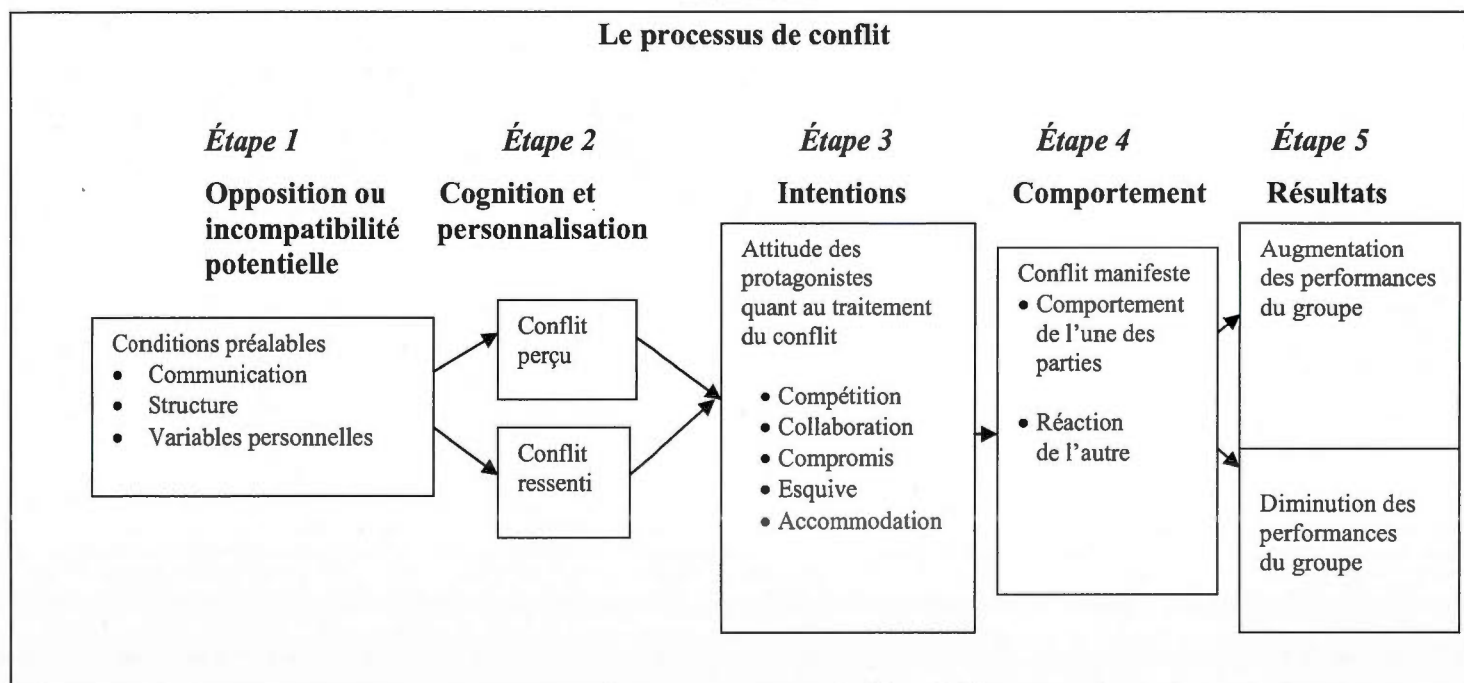 Le processus de conflit
Étape 1
Opposition ou
incompatibilité
potentielle
Conditions préalables
• Communication
• Structure
• Variables personnelles
Étape 2
Cognition et
personnalisation
Conflit
perçu
Conflit
ressenti
Étape 3
Intentions
Attitude des
protagonistes
quant au traitement
du conflit
• Compétition
• Collaboration
• Compromis
• Esquive
• Accommodation
Étape 4
Comportement
Conflit manifeste
• Comportement
de l’une des
parties
• Réaction
de l’autre
Étape 5
Résultats
Augmentation
des performances
du groupe
Diminution des
performances
du groupe